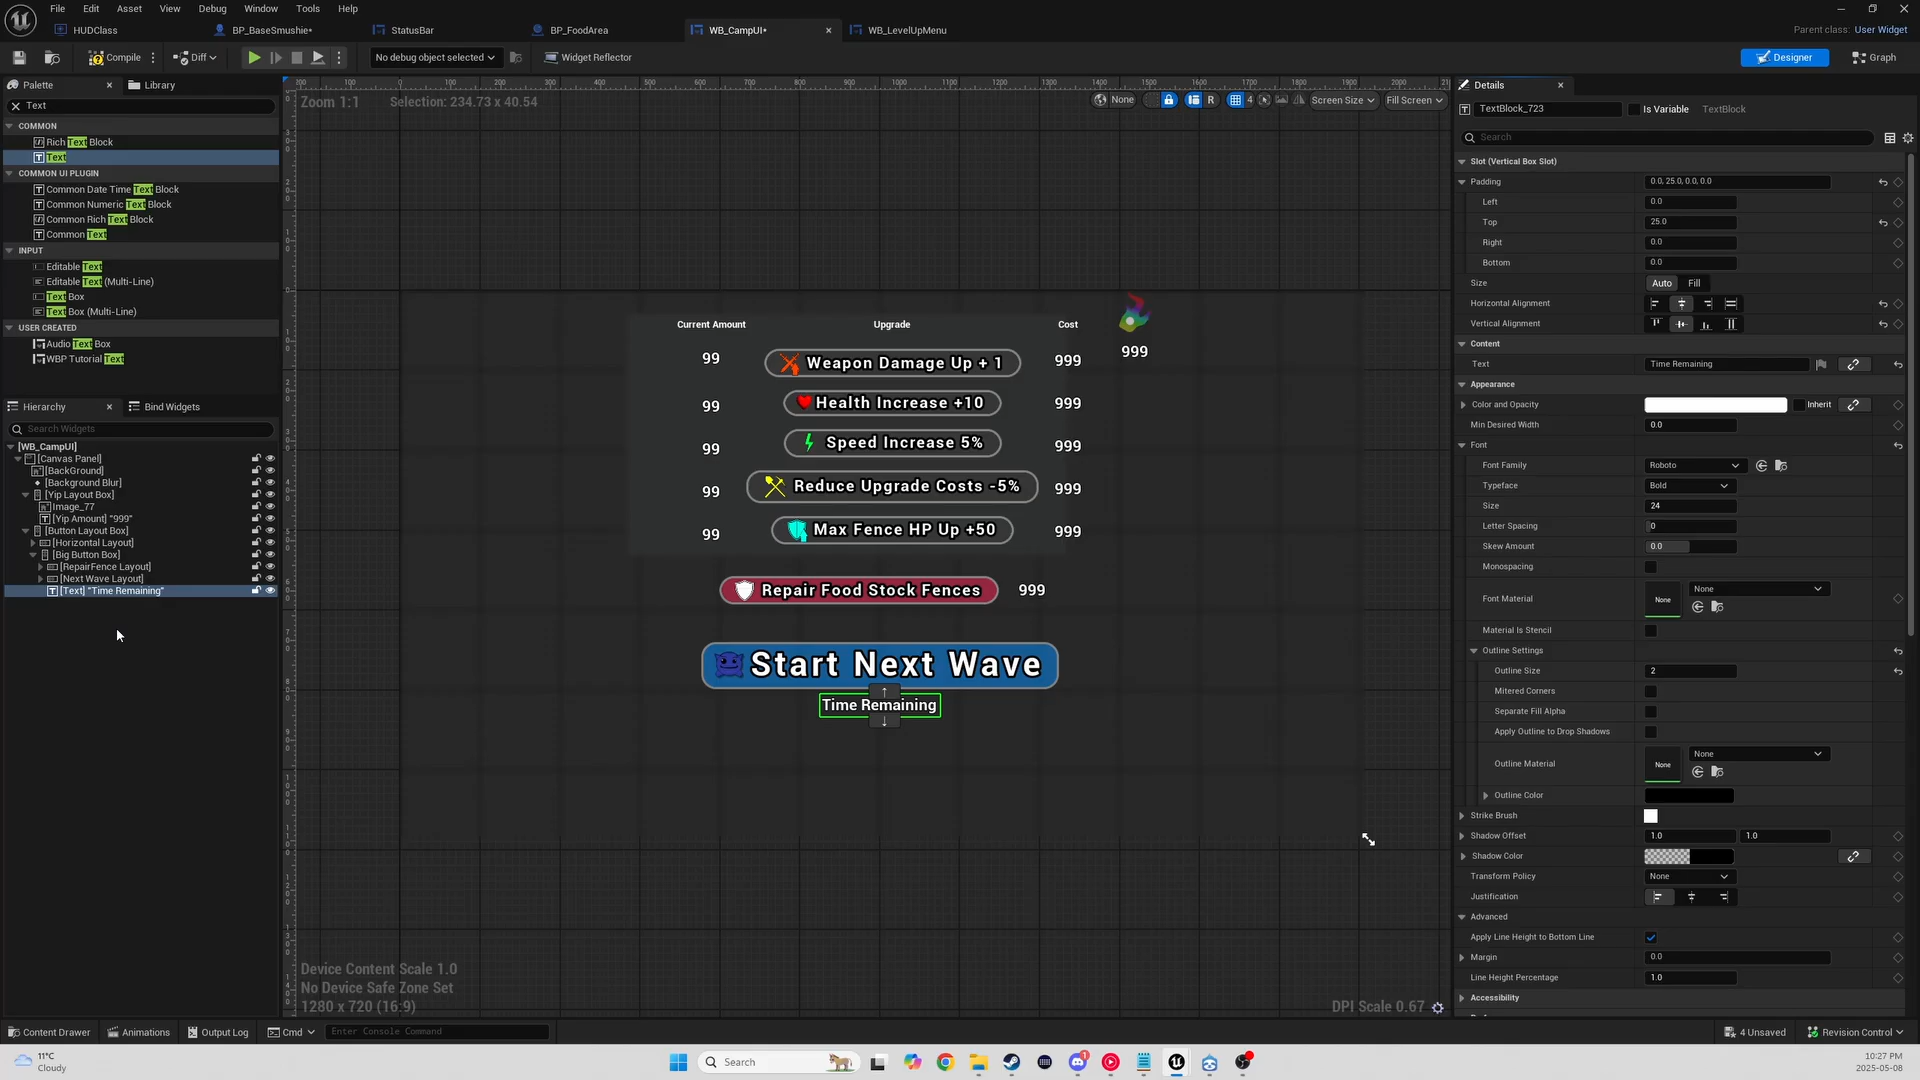 File Edit Asset View Debug Window Tools Help
HUDClass BP_BaseSmushie* StatusBar BP_FoodArea WB_CampUI* WB_LevelUpMenu
Parent class: User Widget
Compile Diff No debug object selected Widget Reflector Designer Graph
Palette Library
Text
COMMON
Rich Text Block
Text
COMMON UI PLUGIN
Common Date Time Text Block
Common Numeric Text Block
Common Rich Text Block
Common Text
INPUT
Editable Text
Editable Text (Multi-Line)
Text Box
Text Box (Multi-Line)
USER CREATED
Audio Text Box
WBP Tutorial Text
Hierarchy Bind Widgets
Search Widgets
[WB_CampUI]
[Canvas Panel]
[BackGround]
[Background Blur]
[Yip Layout Box]
Image_77
[Yip Amount] "999"
[Button Layout Box]
[Horizontal Layout]
[Big Button Box]
[RepairFence Layout]
[Next Wave Layout]
[Text] "Time Remaining"
Zoom 1:1 Selection: 234.73 x 40.54
None R 4 Screen Size Fill Screen
Current Amount Upgrade Cost
99 Weapon Damage Up + 1 999
999
99 Health Increase +10 999
99 Speed Increase 5% 999
99 Reduce Upgrade Costs -5% 999
99 Max Fence HP Up +50 999
Repair Food Stock Fences 999
Start Next Wave
Time Remaining
Device Content Scale 1.0
No Device Safe Zone Set
1280 x 720 (16:9)
DPI Scale 0.67
Details
TextBlock_723 Is Variable TextBlock
Search
Slot (Vertical Box Slot)
Padding 0.0, 25.0, 0.0, 0.0
Left 0.0
Top 25.0
Right 0.0
Bottom 0.0
Size Auto Fill
Horizontal Alignment
Vertical Alignment
Content
Text Time Remaining
Appearance
Color and Opacity Inherit
Min Desired Width 0.0
Font
Font Family Roboto
Typeface Bold
Size 24
Letter Spacing 0
Skew Amount 0.0
Monospacing
Font Material None None
Material Is Stencil
Outline Settings
Outline Size 2
Mitered Corners
Separate Fill Alpha
Apply Outline to Drop Shadows
Outline Material None None
Outline Color
Strike Brush
Shadow Offset 1.0 1.0
Shadow Color
Transform Policy None
Justification
Advanced
Apply Line Height to Bottom Line
Margin 0.0
Line Height Percentage 1.0
Accessibility
Content Drawer Animations Output Log Cmd Enter Console Command 4 Unsaved Revision Control
11°C
Cloudy
Search
1
10:27 PM
2025-05-08